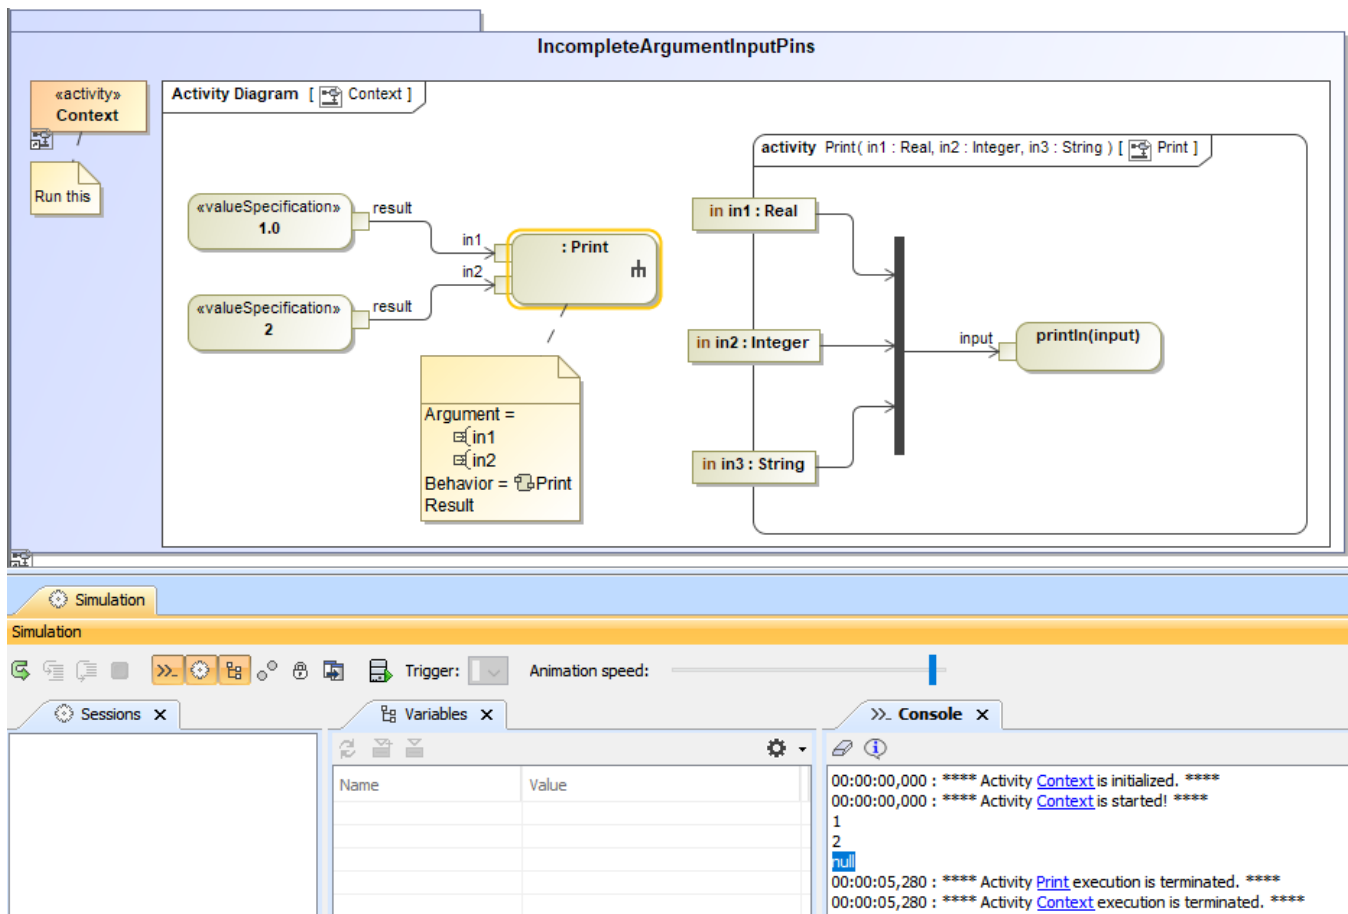 IncompleteArgumentInputPins
«activity»
Context
Run this
Activity Diagram [ Context ]
«valueSpecification»
1.0
result
«valueSpecification»
2
result
in1
in2
: Print
Argument =
in1
in2
Behavior = Print
Result
activity Print( in1 : Real, in2 : Integer, in3 : String ) [ Print ]
in in1 : Real
in in2 : Integer
in in3 : String
input
println(input)
Simulation
Simulation
Trigger:
Animation speed:
Sessions
Variables
Console
Name
Value
00:00:00,000 : **** Activity Context is initialized. ****
00:00:00,000 : **** Activity Context is started! ****
1
2
null
00:00:05,280 : **** Activity Print execution is terminated. ****
00:00:05,280 : **** Activity Context execution is terminated. ****